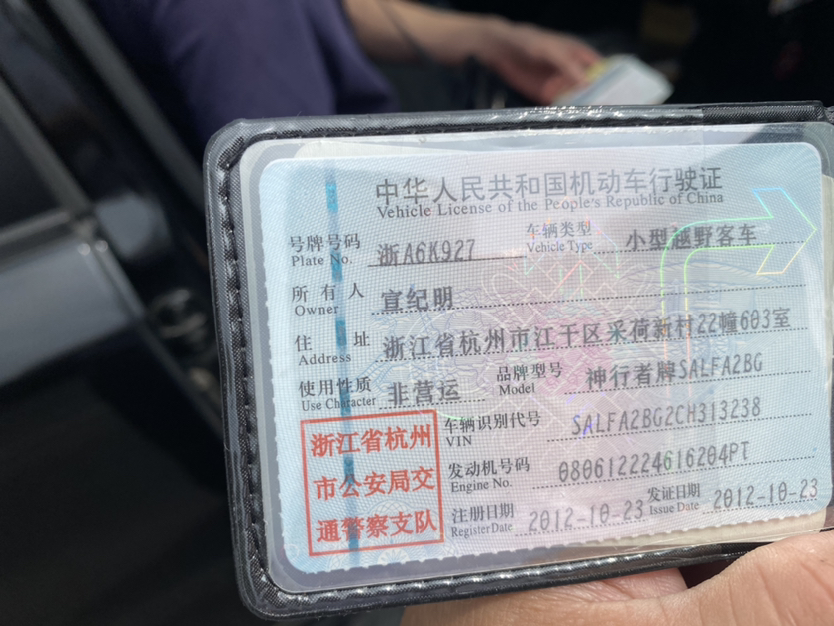 中华人民共和国机动车行驶证
Vehicle License of the People's Republic of China
号牌号码 浙A6K927 车辆类型 小型越野客车
Plate No. Vehicle Type
所有人 宣纪明
Owner
住址 浙江省杭州市江干区采荷新村22幢603室
Address
使用性质 非营运 品牌型号 神行者牌SALFA2BG
Use Character Model
车辆识别代号 SALFA2BG2CH313238
VIN
发动机号码 080612224616204PT
Engine No.
注册日期 2012-10-23 发证日期 2012-10-23
Register Date Issue Date
浙江省杭州
市公安局交
通警察支队